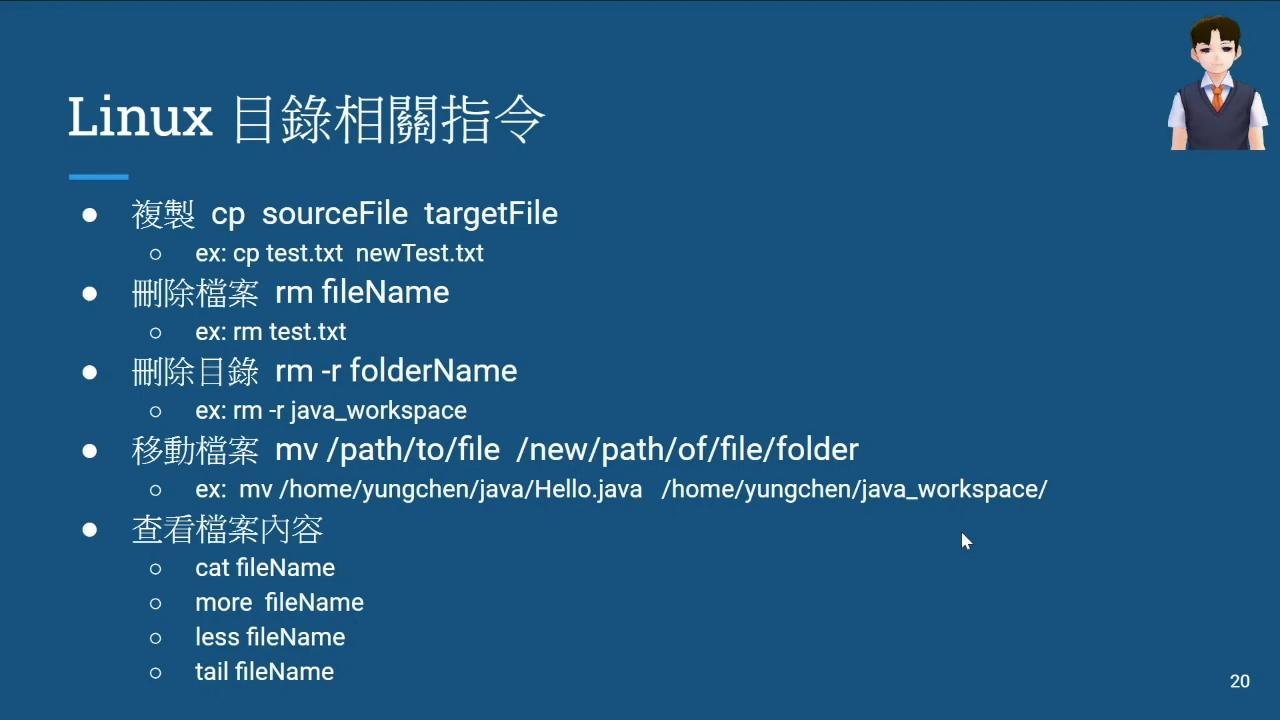 Linux 目錄相關指令
● 複製 cp sourceFile targetFile
○ ex: cp test.txt newTest.txt
● 刪除檔案 rm fileName
○ ex: rm test.txt
● 刪除目錄 rm -r folderName
○ ex: rm -r java_workspace
● 移動檔案 mv /path/to/file /new/path/of/file/folder
○ ex: mv /home/yungchen/java/Hello.java /home/yungchen/java_workspace/
● 查看檔案內容
○ cat fileName
○ more fileName
○ less fileName
○ tail fileName
20